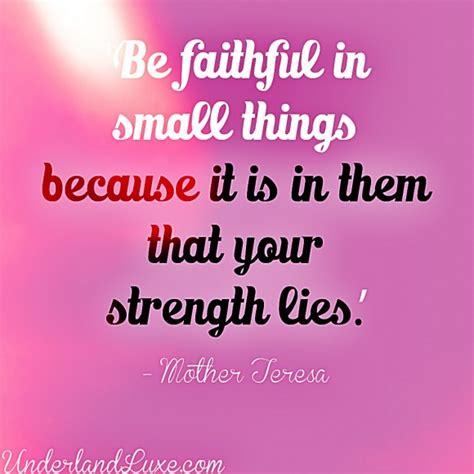 'Be faithful in
small things
because it is in them
that your
strength lies.'
- Mother Teresa
UnderlandLuxe.com